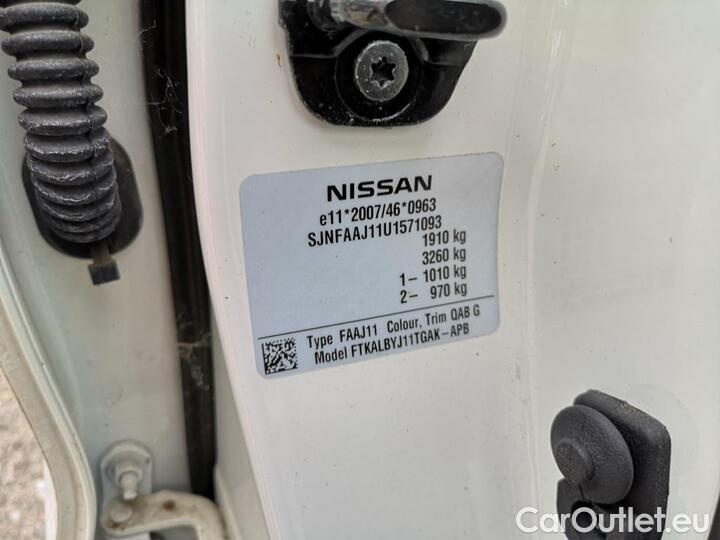 NISSAN
e11*2007/46*0963
SJNFAAJ11U1571093
1910 kg
3260 kg
1- 1010 kg
2- 970 kg
Type FAAJ11 Colour, Trim QAB G
Model FTKALBYJ11TGAK-APB
CarOutlet.eu